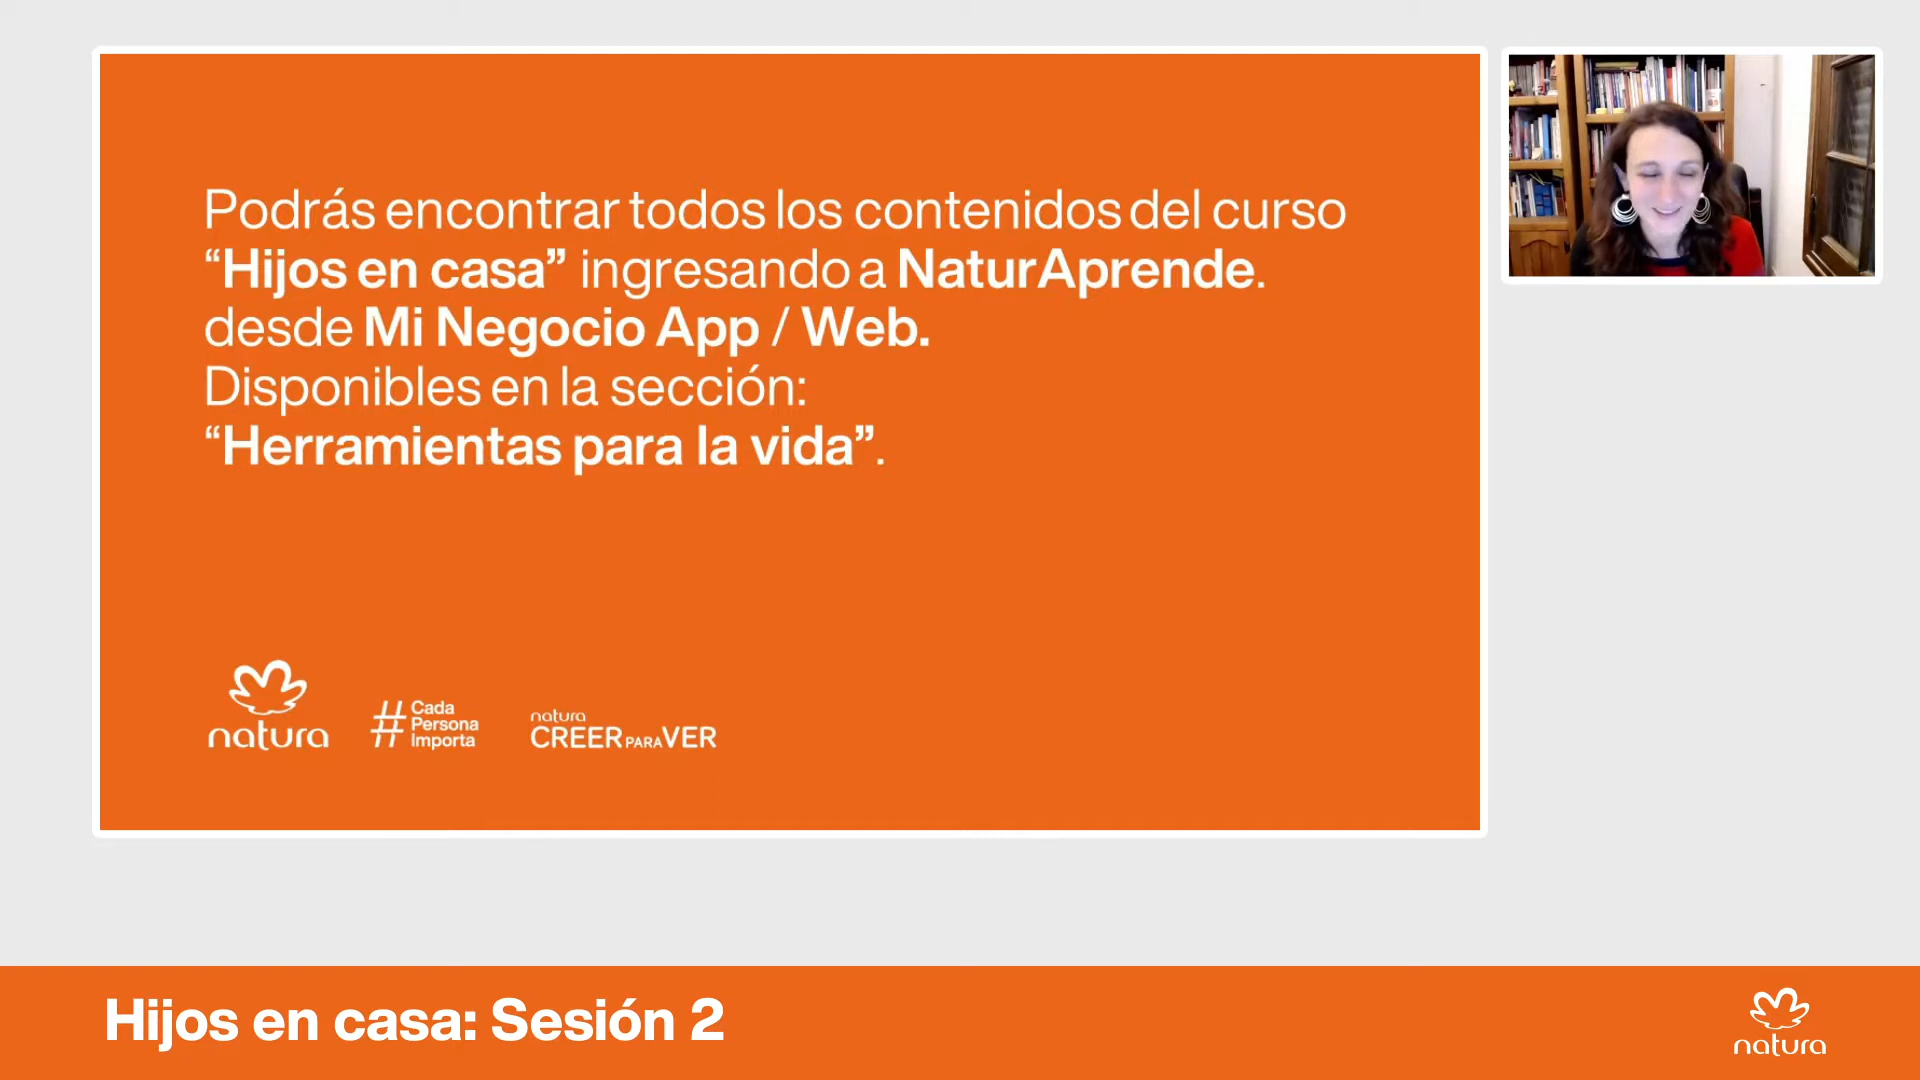 Podrás encontrar todos los contenidos del curso
“Hijos en casa” ingresando a NaturAprende.
desde Mi Negocio App / Web.
Disponibles en la sección:
“Herramientas para la vida”.
natura
#Cada
Persona
Importa
natura
CREER PARA VER
Hijos en casa: Sesión 2
natura